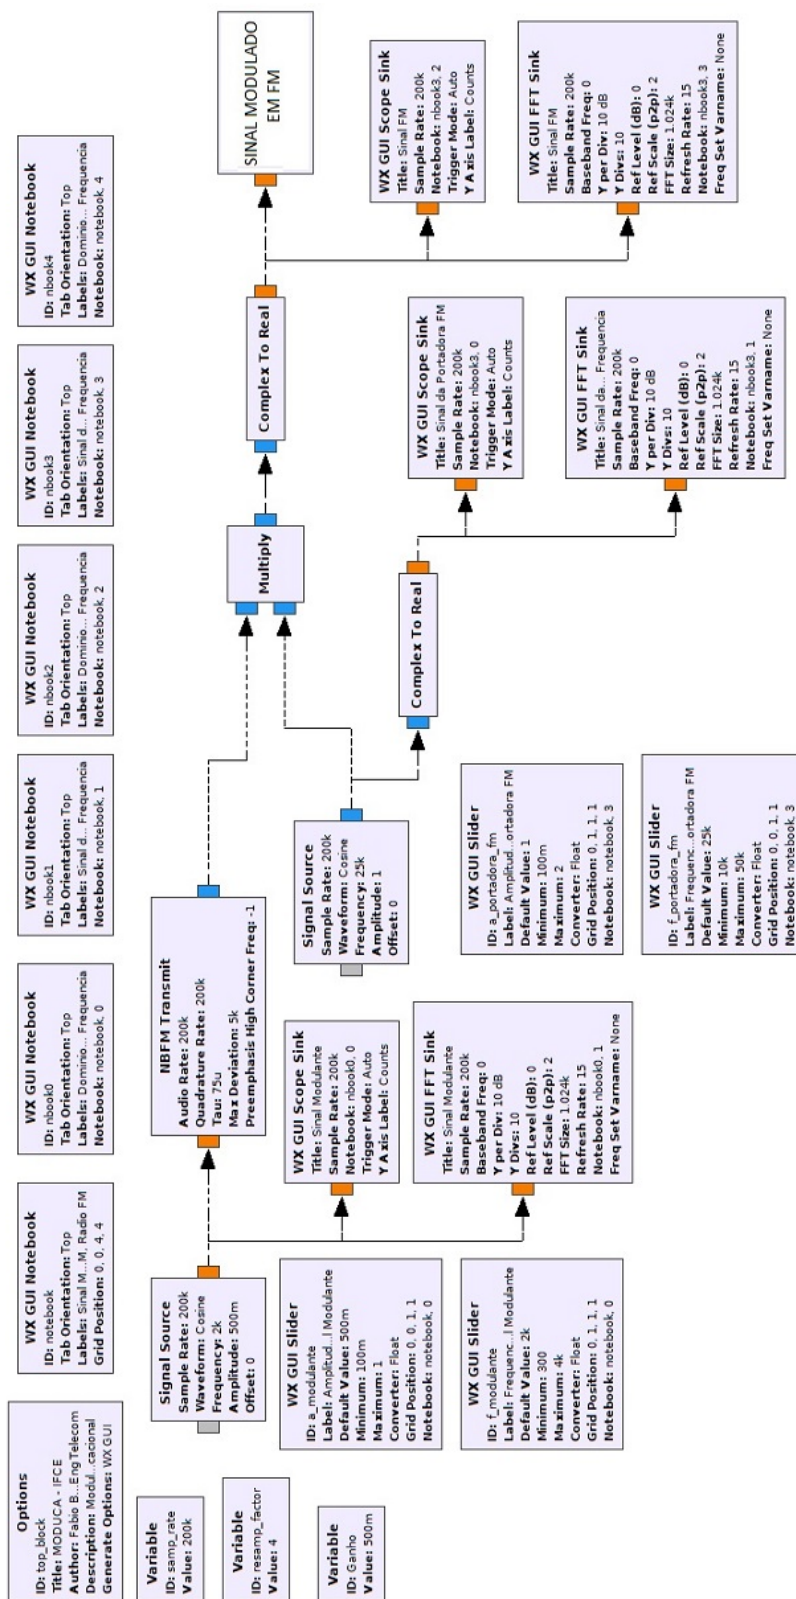 Options
ID: top_block
Title: MODUCA - IFCE
Author: Fabio B...Eng Telecom
Description: Modul...cacional
Generate Options: WX GUI
WX GUI Notebook
ID: notebook
Tab Orientation: Top
Labels: Sinal M...M, Radio FM
Grid Position: 0, 0, 4, 4
WX GUI Notebook
ID: nbook0
Tab Orientation: Top
Labels: Dominio... Frequencia
Notebook: notebook, 0
WX GUI Notebook
ID: nbook1
Tab Orientation: Top
Labels: Sinal d... Frequencia
Notebook: notebook, 1
WX GUI Notebook
ID: nbook2
Tab Orientation: Top
Labels: Dominio... Frequencia
Notebook: notebook, 2
WX GUI Notebook
ID: nbook3
Tab Orientation: Top
Labels: Sinal d... Frequencia
Notebook: notebook, 3
WX GUI Notebook
ID: nbook4
Tab Orientation: Top
Labels: Dominio... Frequencia
Notebook: notebook, 4
Variable
ID: samp_rate
Value: 200k
Variable
ID: resamp_factor
Value: 4
Variable
ID: Ganho
Value: 500m
Signal Source
Sample Rate: 200k
Waveform: Cosine
Frequency: 2k
Amplitude: 500m
Offset: 0
NBFM Transmit
Audio Rate: 200k
Quadrature Rate: 200k
Tau: 75u
Max Deviation: 5k
Preemphasis High Corner Freq: -1
Multiply
Complex To Real
SINAL MODULADO
EM FM
WX GUI Slider
ID: a_modulante
Label: Amplitud...l Modulante
Default Value: 500m
Minimum: 100m
Maximum: 1
Converter: Float
Grid Position: 0, 0, 1, 1
Notebook: notebook, 0
WX GUI Scope Sink
Title: Sinal Modulante
Sample Rate: 200k
Notebook: nbook0, 0
Trigger Mode: Auto
Y Axis Label: Counts
Signal Source
Sample Rate: 200k
Waveform: Cosine
Frequency: 25k
Amplitude: 1
Offset: 0
Complex To Real
WX GUI Scope Sink
Title: Sinal da Portadora FM
Sample Rate: 200k
Notebook: nbook3, 0
Trigger Mode: Auto
Y Axis Label: Counts
WX GUI Scope Sink
Title: Sinal FM
Sample Rate: 200k
Notebook: nbook3, 2
Trigger Mode: Auto
Y Axis Label: Counts
WX GUI Slider
ID: f_modulante
Label: Frequenc...l Modulante
Default Value: 2k
Minimum: 300
Maximum: 4k
Converter: Float
Grid Position: 0, 1, 1, 1
Notebook: notebook, 0
WX GUI FFT Sink
Title: Sinal Modulante
Sample Rate: 200k
Baseband Freq: 0
Y per Div: 10 dB
Y Divs: 10
Ref Level (dB): 0
Ref Scale (p2p): 2
FFT Size: 1.024k
Refresh Rate: 15
Notebook: nbook0, 1
Freq Set Varname: None
WX GUI Slider
ID: a_portadora_fm
Label: Amplitud...ortadora FM
Default Value: 1
Minimum: 100m
Maximum: 2
Converter: Float
Grid Position: 0, 1, 1, 1
Notebook: notebook, 3
WX GUI FFT Sink
Title: Sinal da... Frequencia
Sample Rate: 200k
Baseband Freq: 0
Y per Div: 10 dB
Y Divs: 10
Ref Level (dB): 0
Ref Scale (p2p): 2
FFT Size: 1.024k
Refresh Rate: 15
Notebook: nbook3, 1
Freq Set Varname: None
WX GUI FFT Sink
Title: Sinal FM
Sample Rate: 200k
Baseband Freq: 0
Y per Div: 10 dB
Y Divs: 10
Ref Level (dB): 0
Ref Scale (p2p): 2
FFT Size: 1.024k
Refresh Rate: 15
Notebook: nbook3, 3
Freq Set Varname: None
WX GUI Slider
ID: f_portadora_fm
Label: Frequenc...ortadora FM
Default Value: 25k
Minimum: 10k
Maximum: 50k
Converter: Float
Grid Position: 0, 0, 1, 1
Notebook: notebook, 3